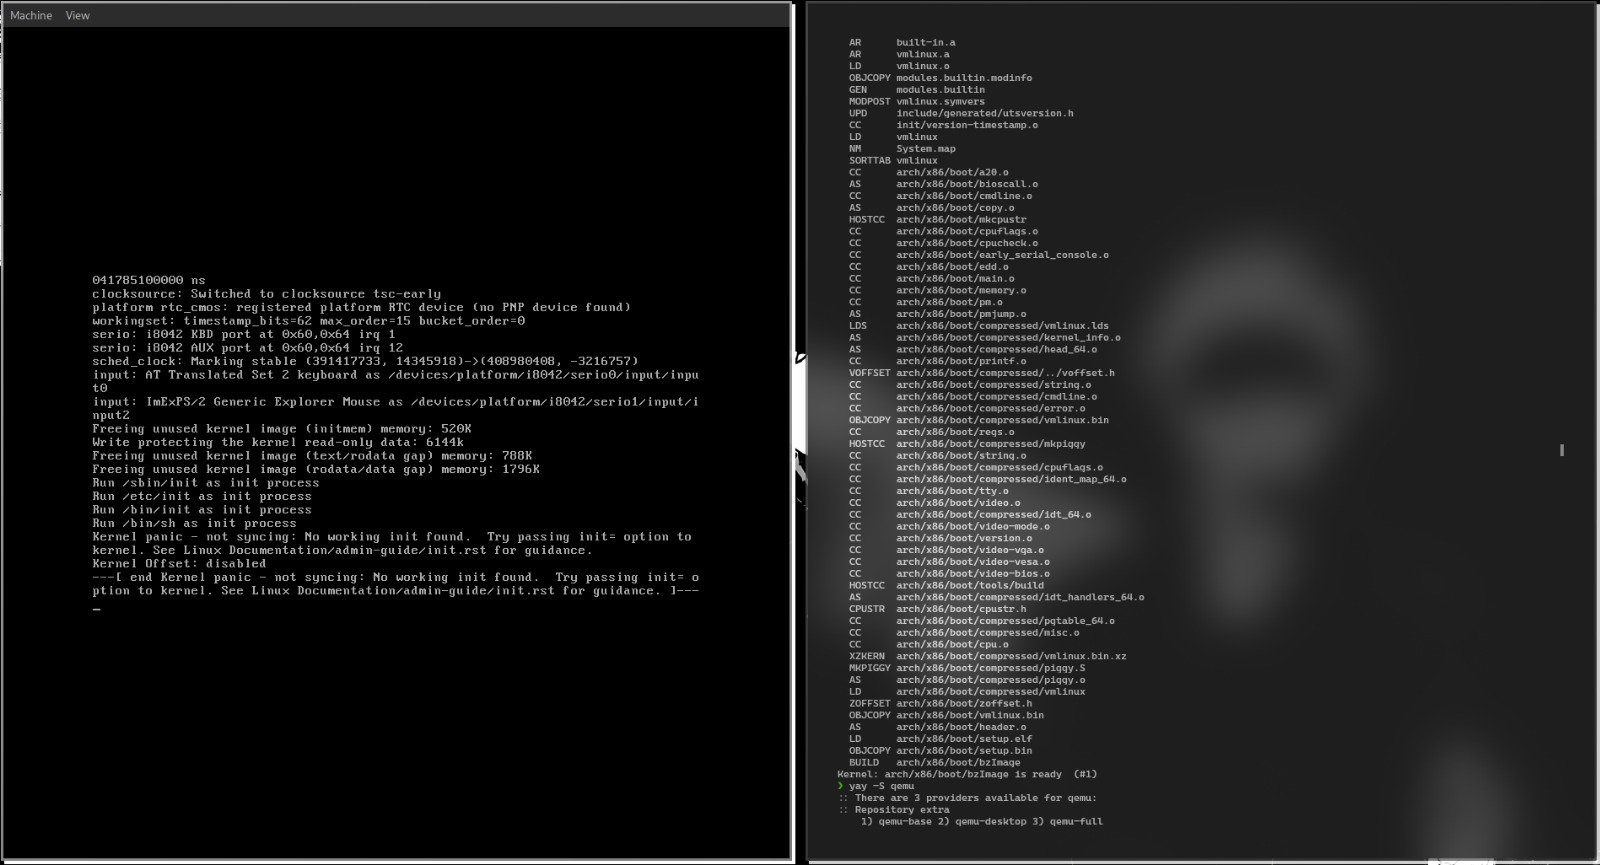 Machine View
041785100000 ns
clocksource: Switched to clocksource tsc-early
platform rtc_cmos: registered platform RTC device (no PNP device found)
workingset: timestamp_bits=62 max_order=15 bucket_order=0
serio: i8042 KBD port at 0x60,0x64 irq 1
serio: i8042 AUX port at 0x60,0x64 irq 12
sched_clock: Marking stable (391417733, 14345918)->(408980408, -3216757)
input: AT Translated Set 2 keyboard as /devices/platform/i8042/serio0/input/inpu
t0
input: ImExPS/2 Generic Explorer Mouse as /devices/platform/i8042/serio1/input/i
nput2
Freeing unused kernel image (initmem) memory: 520K
Write protecting the kernel read-only data: 6144k
Freeing unused kernel image (text/rodata gap) memory: 788K
Freeing unused kernel image (rodata/data gap) memory: 1796K
Run /sbin/init as init process
Run /etc/init as init process
Run /bin/init as init process
Run /bin/sh as init process
Kernel panic - not syncing: No working init found.  Try passing init= option to
kernel. See Linux Documentation/admin-guide/init.rst for guidance.
Kernel Offset: disabled
---[ end Kernel panic - not syncing: No working init found.  Try passing init= o
ption to kernel. See Linux Documentation/admin-guide/init.rst for guidance. ]---
_
AR built-in.a
AR vmlinux.a
LD vmlinux.o
OBJCOPY modules.builtin.modinfo
GEN modules.builtin
MODPOST vmlinux.symvers
UPD include/generated/utsversion.h
CC init/version-timestamp.o
LD vmlinux
NM System.map
SORTTAB vmlinux
CC arch/x86/boot/a20.o
AS arch/x86/boot/bioscall.o
CC arch/x86/boot/cmdline.o
AS arch/x86/boot/copy.o
HOSTCC arch/x86/boot/mkcpustr
CC arch/x86/boot/cpuflags.o
CC arch/x86/boot/cpucheck.o
CC arch/x86/boot/early_serial_console.o
CC arch/x86/boot/edd.o
CC arch/x86/boot/main.o
CC arch/x86/boot/memory.o
CC arch/x86/boot/pm.o
AS arch/x86/boot/pmjump.o
LDS arch/x86/boot/compressed/vmlinux.lds
AS arch/x86/boot/compressed/kernel_info.o
AS arch/x86/boot/compressed/head_64.o
CC arch/x86/boot/printf.o
VOFFSET arch/x86/boot/compressed/../voffset.h
CC arch/x86/boot/compressed/string.o
CC arch/x86/boot/compressed/cmdline.o
CC arch/x86/boot/compressed/error.o
OBJCOPY arch/x86/boot/compressed/vmlinux.bin
CC arch/x86/boot/regs.o
HOSTCC arch/x86/boot/compressed/mkpiggy
CC arch/x86/boot/string.o
CC arch/x86/boot/compressed/cpuflags.o
CC arch/x86/boot/compressed/ident_map_64.o
CC arch/x86/boot/tty.o
CC arch/x86/boot/video.o
CC arch/x86/boot/compressed/idt_64.o
CC arch/x86/boot/video-mode.o
CC arch/x86/boot/version.o
CC arch/x86/boot/video-vga.o
CC arch/x86/boot/video-vesa.o
CC arch/x86/boot/video-bios.o
HOSTCC arch/x86/boot/tools/build
AS arch/x86/boot/compressed/idt_handlers_64.o
CPUSTR arch/x86/boot/cpustr.h
CC arch/x86/boot/compressed/pgtable_64.o
CC arch/x86/boot/compressed/misc.o
CC arch/x86/boot/cpu.o
XZKERN arch/x86/boot/compressed/vmlinux.bin.xz
MKPIGGY arch/x86/boot/compressed/piggy.S
AS arch/x86/boot/compressed/piggy.o
LD arch/x86/boot/compressed/vmlinux
ZOFFSET arch/x86/boot/zoffset.h
OBJCOPY arch/x86/boot/vmlinux.bin
AS arch/x86/boot/header.o
LD arch/x86/boot/setup.elf
OBJCOPY arch/x86/boot/setup.bin
BUILD arch/x86/boot/bzImage
Kernel: arch/x86/boot/bzImage is ready  (#1)
❯ yay -S qemu
:: There are 3 providers available for qemu:
:: Repository extra
1) qemu-base 2) qemu-desktop 3) qemu-full